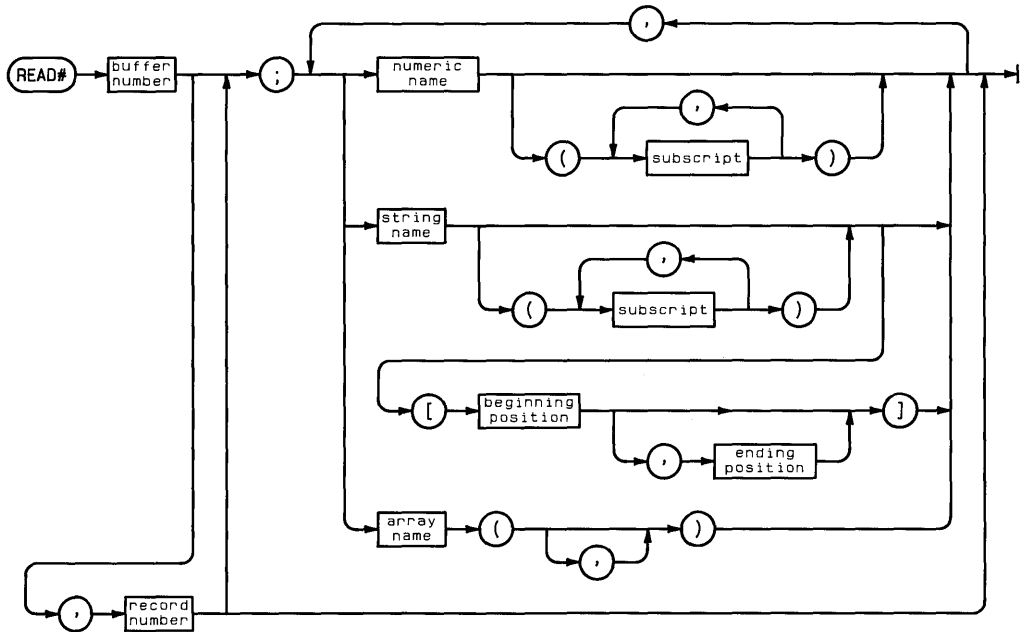 ,
READ#
buffer
number
;
numeric
name
,
(
subscript
)
string
name
,
(
subscript
)
[
beginning
position
]
,
ending
position
array
name
(
)
,
,
record
number